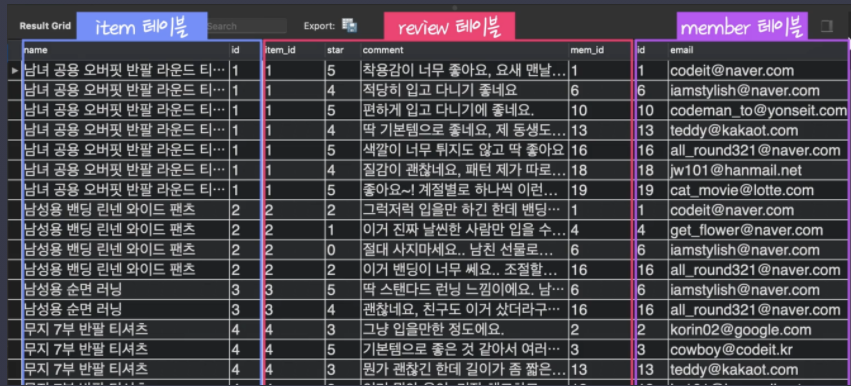 Result Grid item 테이블 Search Export: review 테이블 member 테이블
name id item_id star comment mem_id id email
남녀 공용 오버핏 반팔 라운드 티… 1 1 5 착용감이 너무 좋아요, 요새 맨날… 1 1 codeit@naver.com
남녀 공용 오버핏 반팔 라운드 티… 1 1 4 적당히 입고 다니기 좋네요 6 6 iamstylish@naver.com
남녀 공용 오버핏 반팔 라운드 티… 1 1 5 편하게 입고 다니기에 좋네요. 10 10 codeman_to@yonseit.com
남녀 공용 오버핏 반팔 라운드 티… 1 1 4 딱 기본템으로 좋네요, 제 동생도… 13 13 teddy@kakaot.com
남녀 공용 오버핏 반팔 라운드 티… 1 1 5 색깔이 너무 튀지도 않고 딱 좋아요 16 16 all_round321@naver.com
남녀 공용 오버핏 반팔 라운드 티… 1 1 4 질감이 괜찮네요, 패턴 제가 따로… 18 18 jw101@hanmail.net
남녀 공용 오버핏 반팔 라운드 티… 1 1 5 좋아요~! 계절별로 하나씩 이런… 19 19 cat_movie@lotte.com
남성용 밴딩 린넨 와이드 팬츠 2 2 2 그럭저럭 입을만 하긴 한데 밴딩… 1 1 codeit@naver.com
남성용 밴딩 린넨 와이드 팬츠 2 2 1 이거 진짜 날씬한 사람만 입을 수… 4 4 get_flower@naver.com
남성용 밴딩 린넨 와이드 팬츠 2 2 0 절대 사지마세요.. 남친 선물로… 6 6 iamstylish@naver.com
남성용 밴딩 린넨 와이드 팬츠 2 2 2 이거 밴딩이 너무 쎄요.. 조절할… 16 16 all_round321@naver.com
남성용 순면 러닝 3 3 5 딱 스탠다드 런닝 느낌이에요. 남… 6 6 iamstylish@naver.com
남성용 순면 러닝 3 3 4 괜찮네요, 친구도 이거 샀더라구… 16 16 all_round321@naver.com
무지 7부 반팔 티셔츠 4 4 3 그냥 입을만한 정도에요. 2 2 korin02@google.com
무지 7부 반팔 티셔츠 4 4 5 기본템으로 좋은 것 같아서 여러… 3 3 cowboy@codeit.kr
무지 7부 반팔 티셔츠 4 4 3 뭔가 괜찮긴 한데 길이가 좀 짧은… 13 13 teddy@kakaot.com